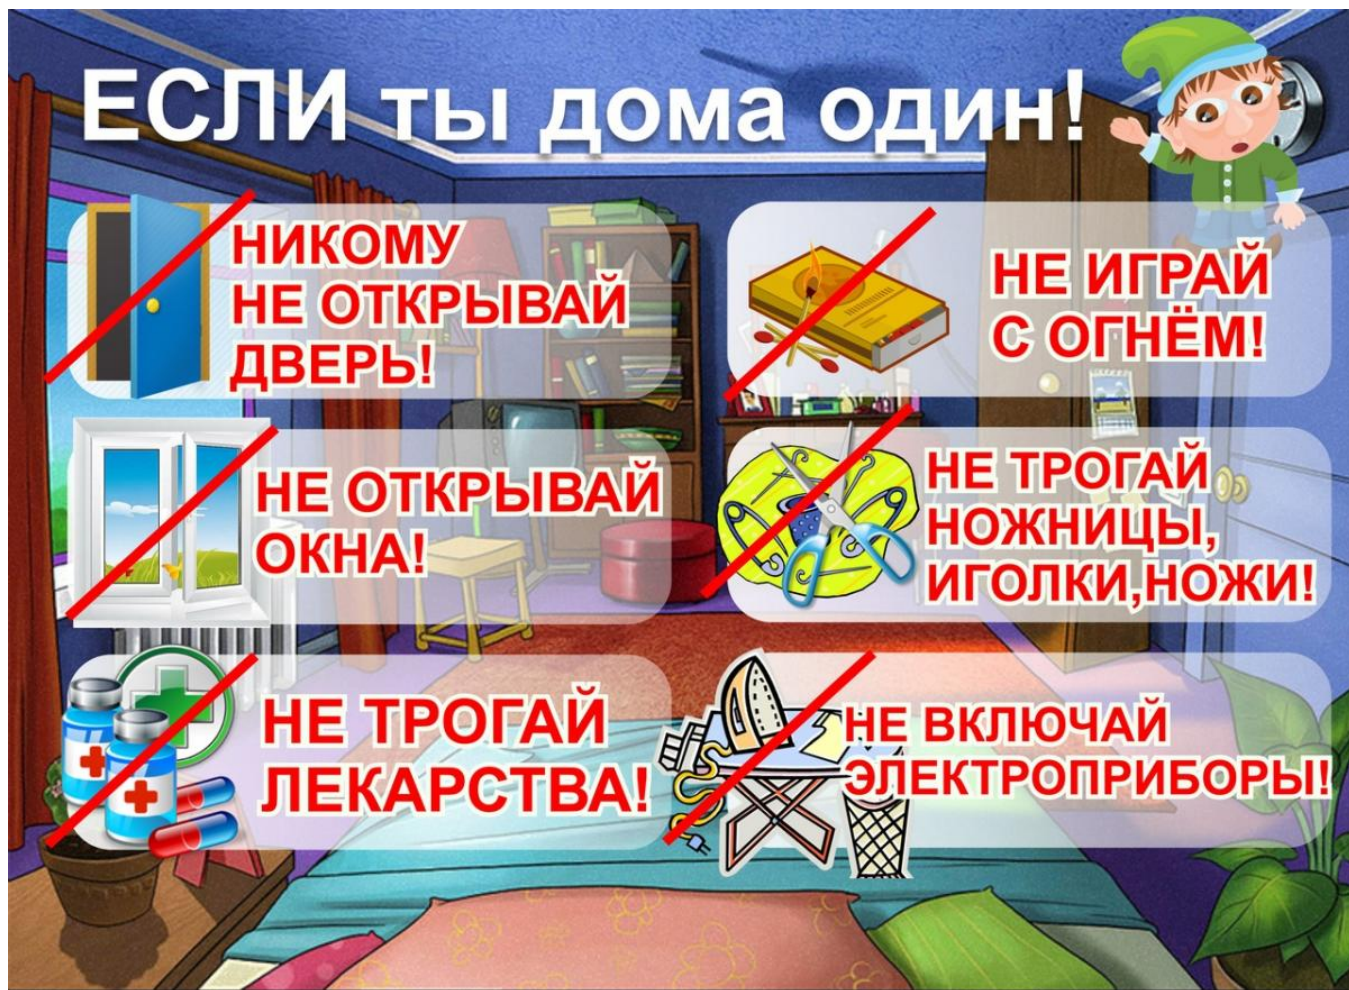 ЕСЛИ ты дома один!
НИКОМУ
НЕ ОТКРЫВАЙ
ДВЕРЬ!
НЕ ИГРАЙ
С ОГНЁМ!
НЕ ОТКРЫВАЙ
ОКНА!
НЕ ТРОГАЙ
НОЖНИЦЫ,
ИГОЛКИ,НОЖИ!
НЕ ТРОГАЙ
ЛЕКАРСТВА!
НЕ ВКЛЮЧАЙ
ЭЛЕКТРОПРИБОРЫ!